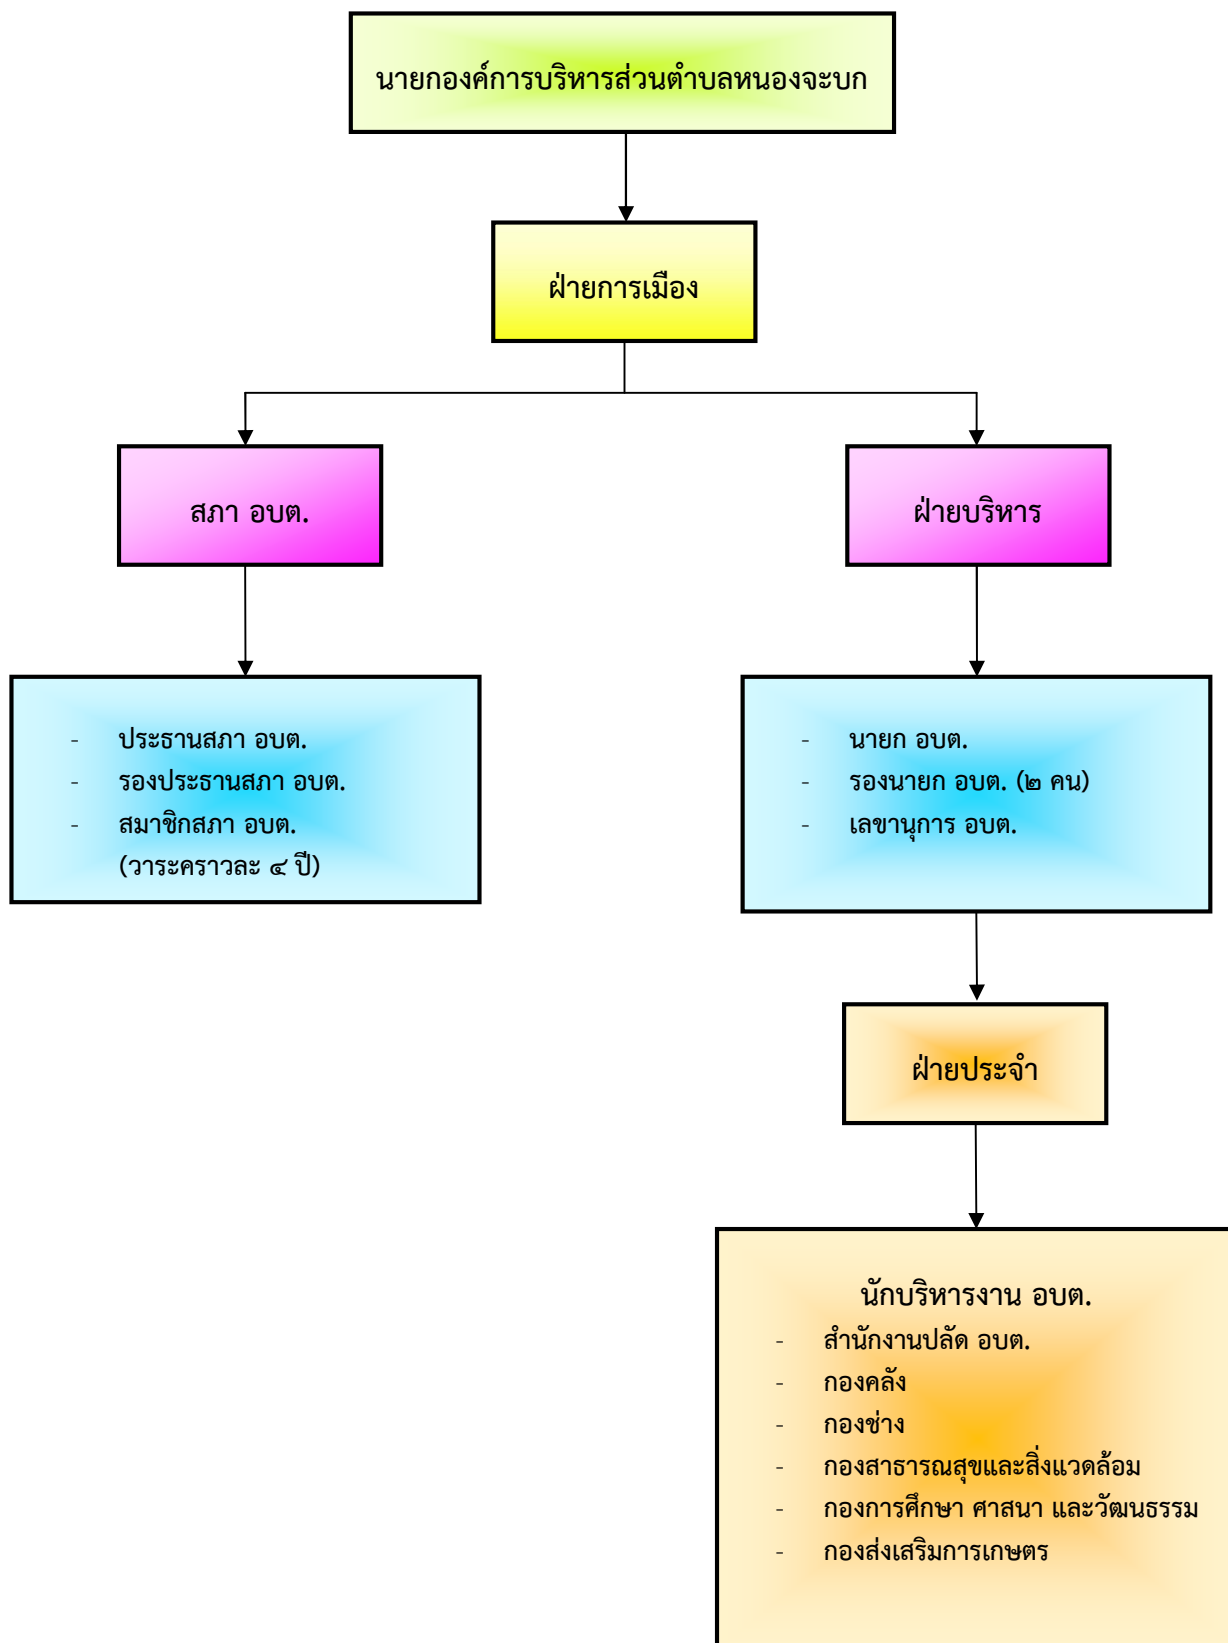 นายกองค์การบริหารส่วนตำบลหนองจะบก
ฝ่ายการเมือง
สภา อบต.
ฝ่ายบริหาร
- ประธานสภา อบต.
- รองประธานสภา อบต.
- สมาชิกสภา อบต.
(วาระคราวละ ๔ ปี)
- นายก อบต.
- รองนายก อบต. (๒ คน)
- เลขานุการ อบต.
ฝ่ายประจำ
นักบริหารงาน อบต.
- สำนักงานปลัด อบต.
- กองคลัง
- กองช่าง
- กองสาธารณสุขและสิ่งแวดล้อม
- กองการศึกษา ศาสนา และวัฒนธรรม
- กองส่งเสริมการเกษตร